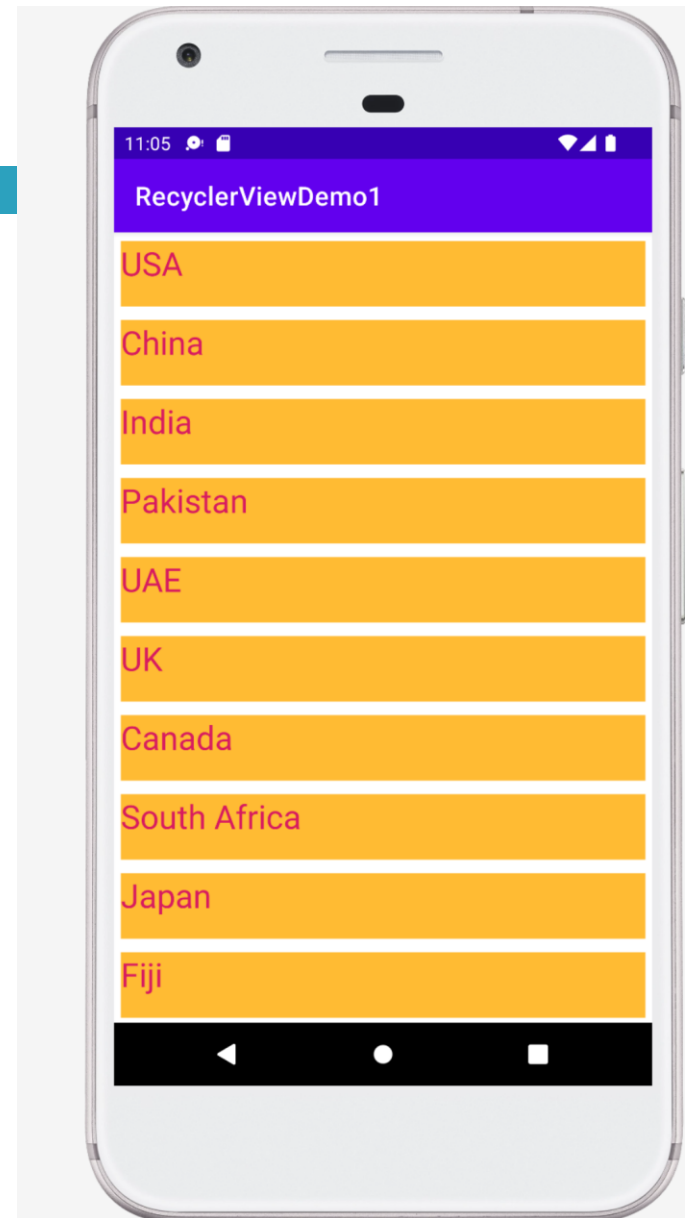 11:05
RecyclerViewDemo1
USA
China
India
Pakistan
UAE
UK
Canada
South Africa
Japan
Fiji